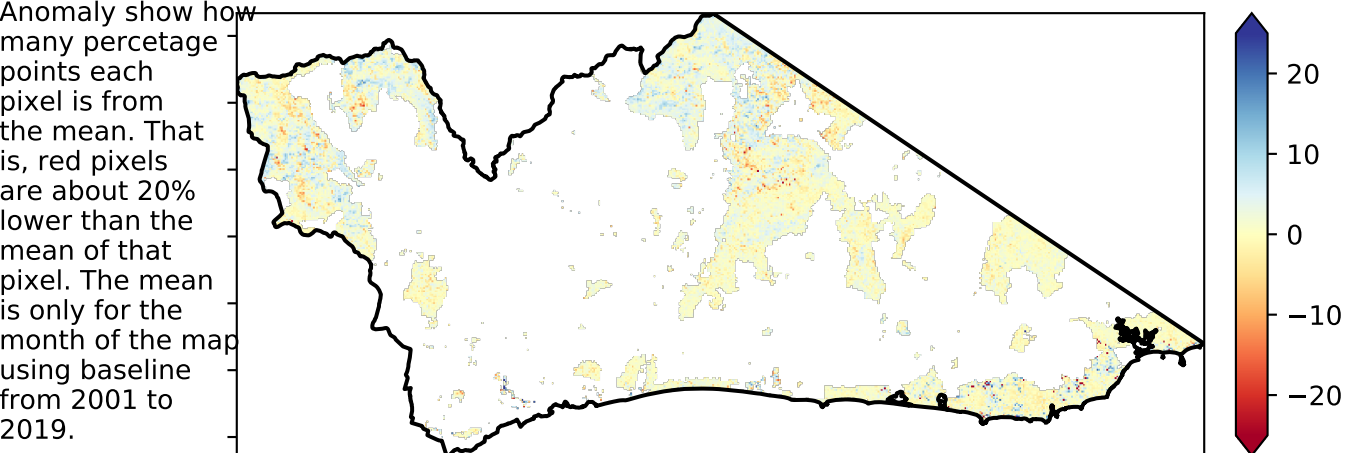 Anomaly show how
many percetage
points each
pixel is from
the mean. That
is, red pixels
are about 20%
lower than the
mean of that
pixel. The mean
is only for the
month of the map
using baseline
from 2001 to
2019.
20
10
0
−10
−20